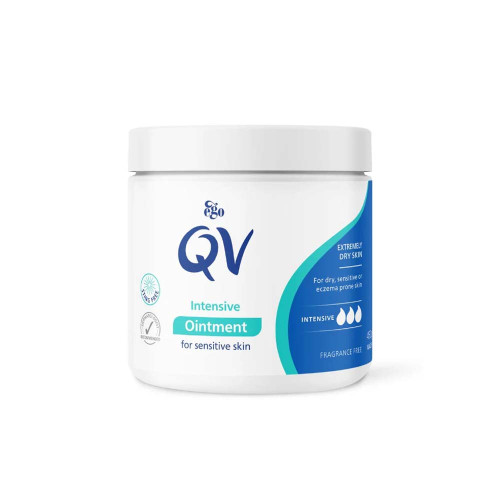 ego
QV
Intensive
Ointment
for sensitive skin
EXTREMELY
DRY SKIN
For dry, sensitive or
eczema prone skin
INTENSIVE
FRAGRANCE FREE